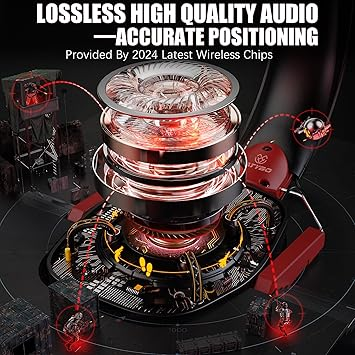 LOSSLESS HIGH QUALITY AUDIO
—ACCURATE POSITIONING
Provided By 2024 Latest Wireless Chips